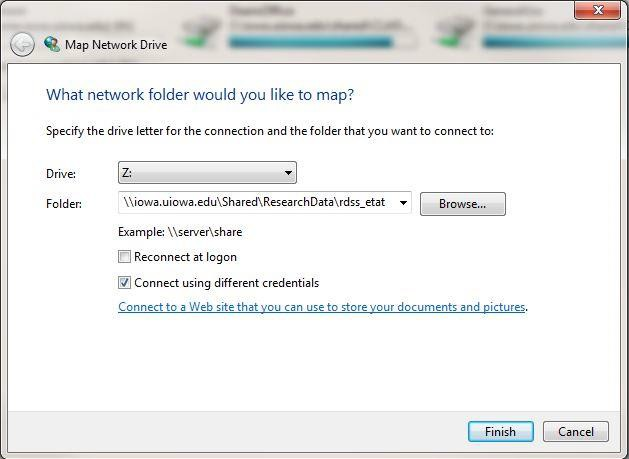 Map Network Drive
What network folder would you like to map?
Specify the drive letter for the connection and the folder that you want to connect to:
Drive: Z:
Folder: \\iowa.uiowa.edu\Shared\ResearchData\rdss_etat Browse...
Example: \\server\share
Reconnect at logon
Connect using different credentials
Connect to a Web site that you can use to store your documents and pictures.
Finish Cancel